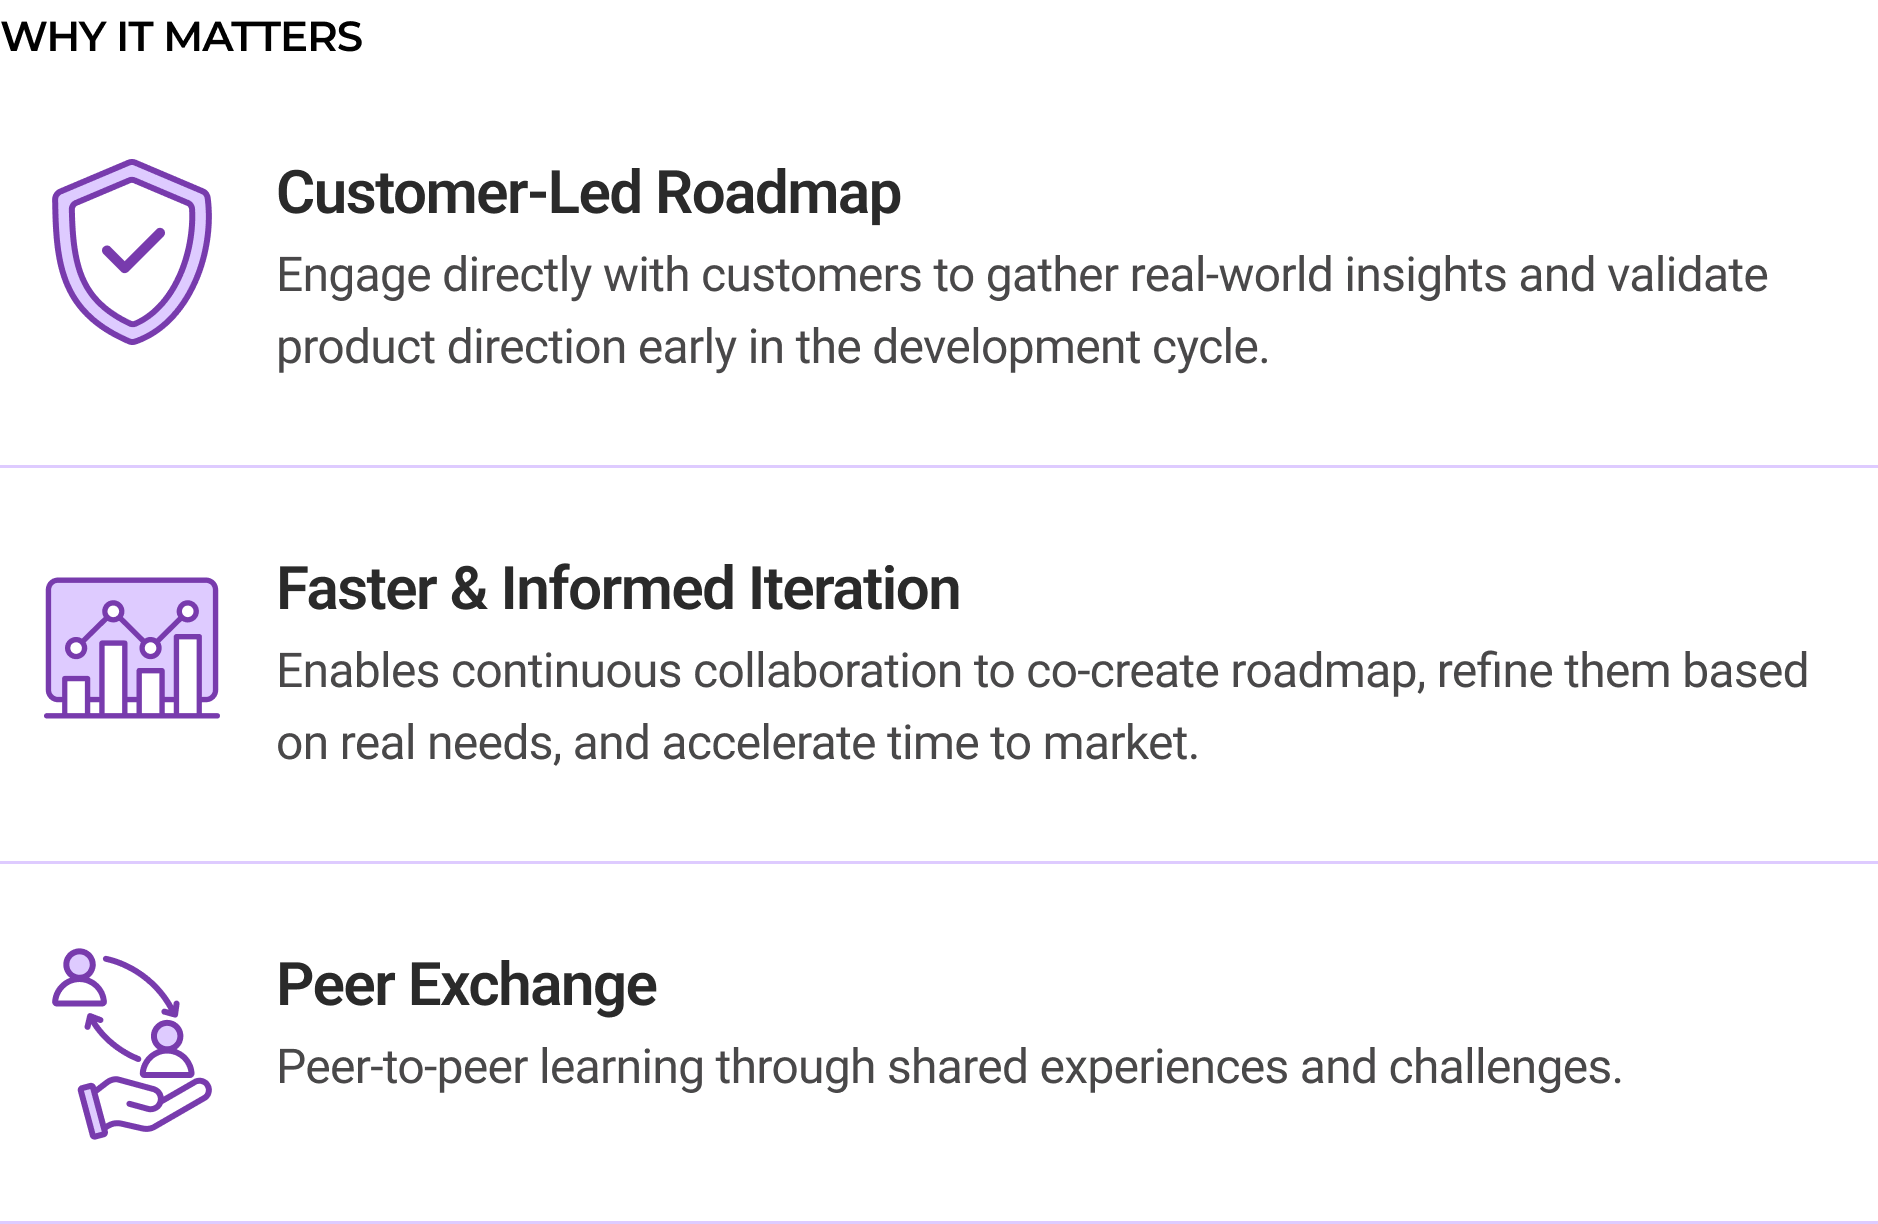 WHY IT MATTERS
Customer-Led Roadmap
Engage directly with customers to gather real-world insights and validate
product direction early in the development cycle.
Faster & Informed Iteration
Enables continuous collaboration to co-create roadmap, refine them based
on real needs, and accelerate time to market.
Peer Exchange
Peer-to-peer learning through shared experiences and challenges.